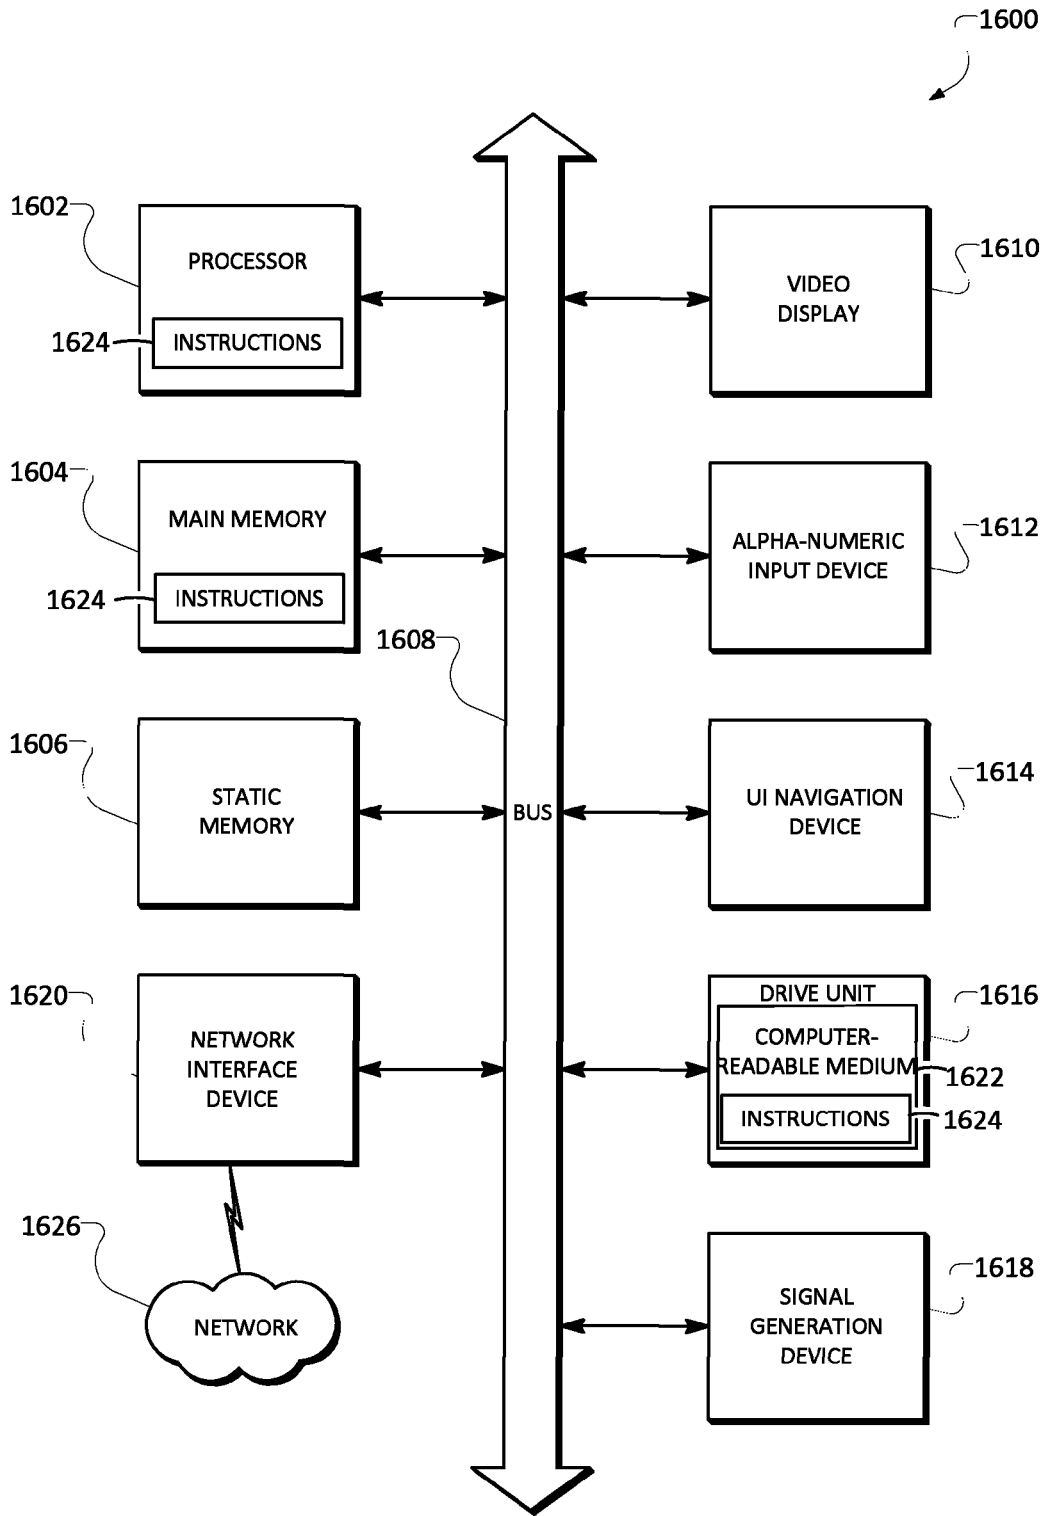 1600
1602
PROCESSOR
1624
INSTRUCTIONS
1604
MAIN MEMORY
1624
INSTRUCTIONS
1606
STATIC
MEMORY
1620
NETWORK
INTERFACE
DEVICE
1626
NETWORK
1608
BUS
VIDEO
DISPLAY
1610
ALPHA-NUMERIC
INPUT DEVICE
1612
UI NAVIGATION
DEVICE
1614
DRIVE UNIT
1616
COMPUTER-
READABLE MEDIUM
1622
INSTRUCTIONS
1624
SIGNAL
GENERATION
DEVICE
1618